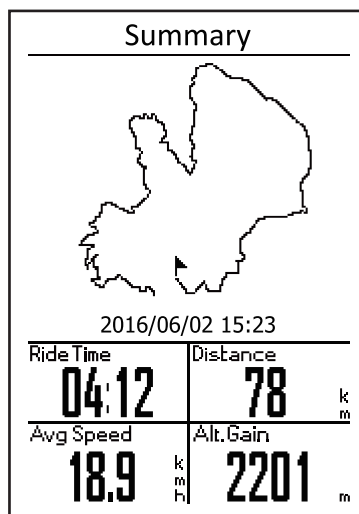 Summary
2016/06/02 15:23
Ride Time Distance
04:12 78 km
Avg Speed Alt.Gain
18.9 kmh 2201 m